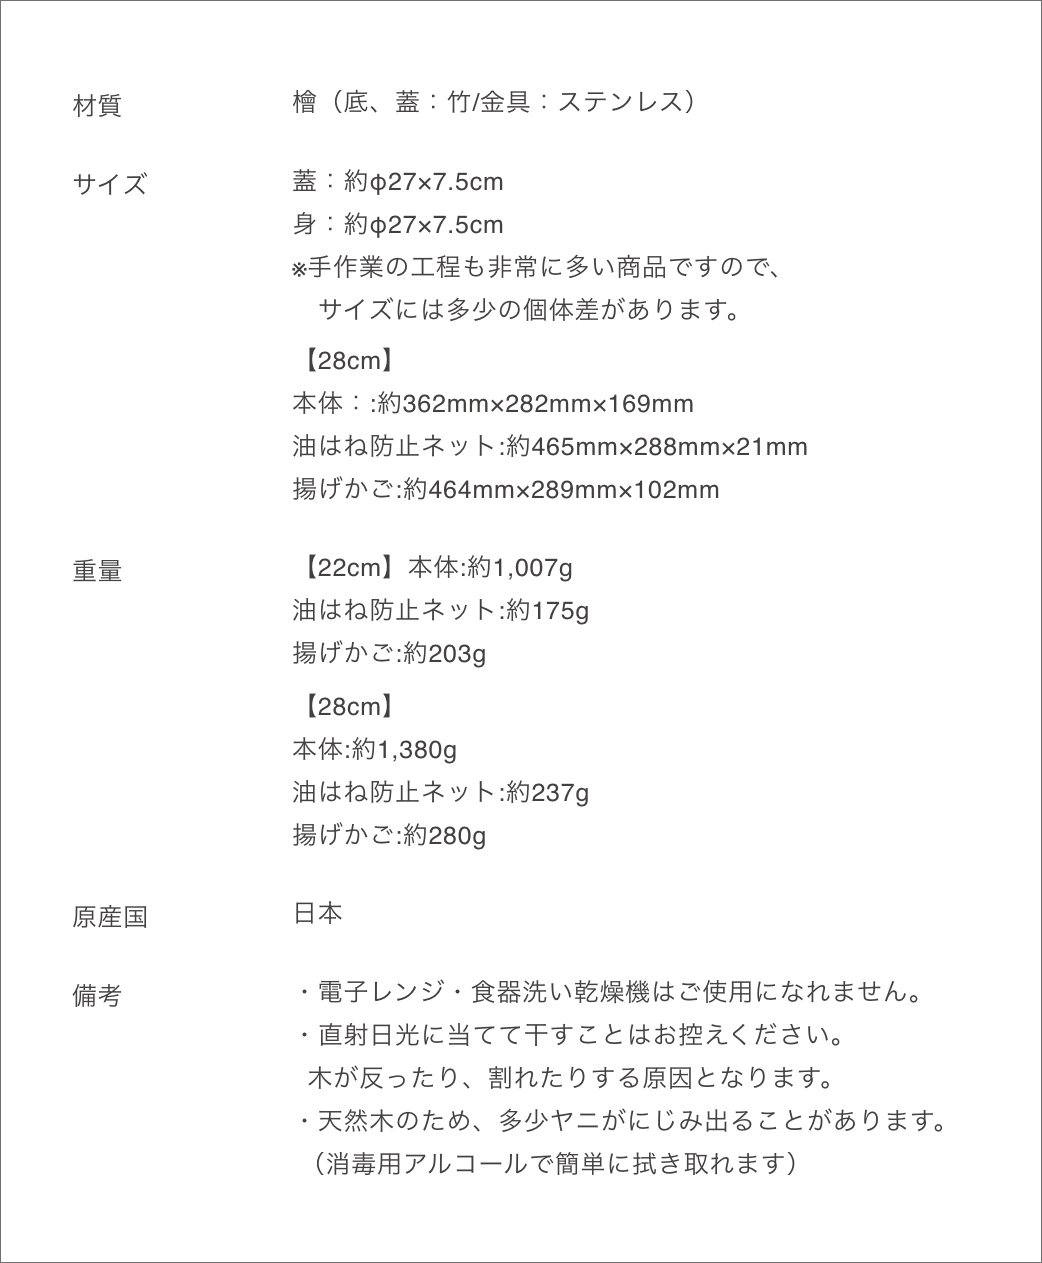 材質
檜（底、蓋：竹/金具：ステンレス）
サイズ
蓋：約φ27×7.5cm
身：約φ27×7.5cm
※手作業の工程も非常に多い商品ですので、
サイズには多少の個体差があります。
【28cm】
本体：:約362mm×282mm×169mm
油はね防止ネット:約465mm×288mm×21mm
揚げかご:約464mm×289mm×102mm
重量
【22cm】本体:約1,007g
油はね防止ネット:約175g
揚げかご:約203g
【28cm】
本体:約1,380g
油はね防止ネット:約237g
揚げかご:約280g
原産国
日本
備考
・電子レンジ・食器洗い乾燥機はご使用になれません。
・直射日光に当てて干すことはお控えください。
木が反ったり、割れたりする原因となります。
・天然木のため、多少ヤニがにじみ出ることがあります。
（消毒用アルコールで簡単に拭き取れます）